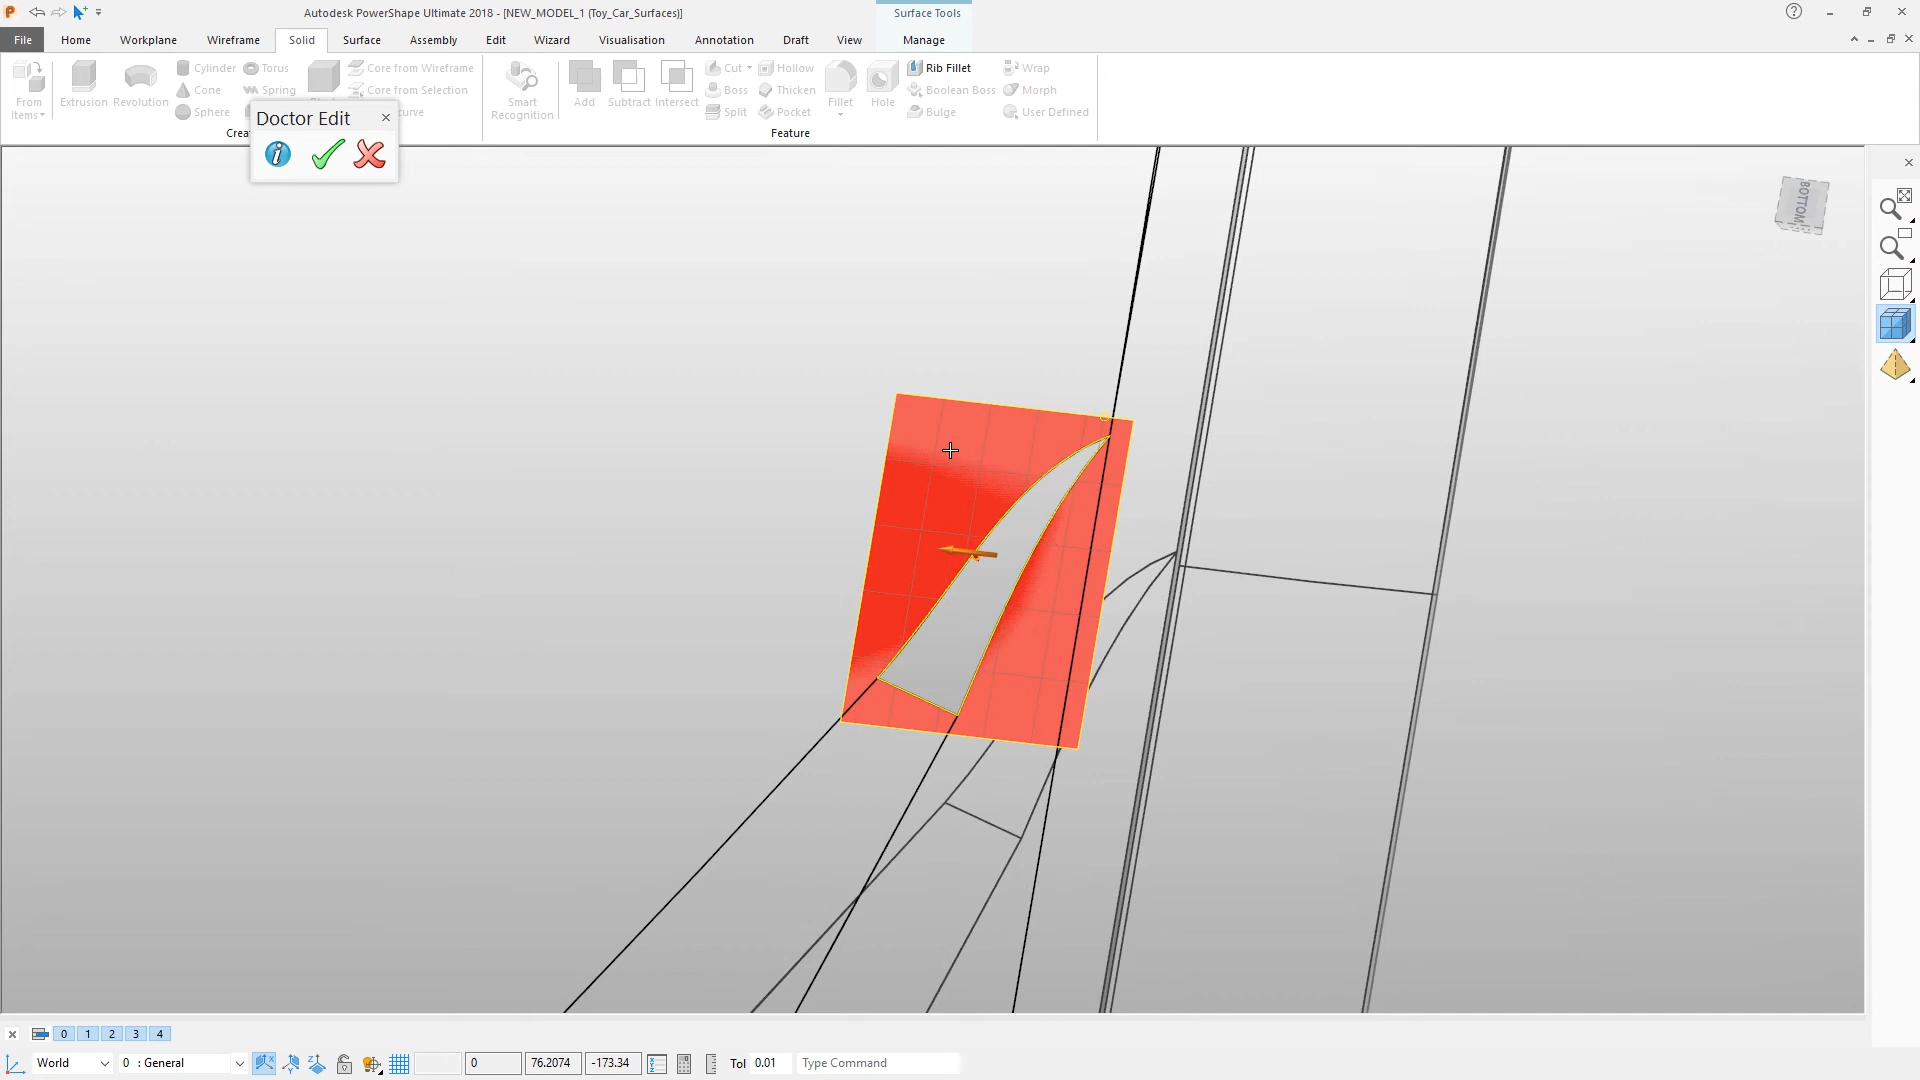 Autodesk PowerShape Ultimate 2018 - [NEW_MODEL_1 (Toy_Car_Surfaces)]
Surface Tools
File Home Workplane Wireframe Solid Surface Assembly Edit Wizard Visualisation Annotation Draft View Manage
Cylinder Torus Core from Wireframe Cut Hollow Rib Fillet Wrap
Cone Spring Core from Selection Boss Thicken Boolean Boss Morph
From Items Extrusion Revolution Smart Recognition Add Subtract Intersect Fillet Hole
Sphere Split Pocket Bulge User Defined
Feature
Doctor Edit
BOTTOM
0 1 2 3 4
World 0 : General 0 76.2074 -173.34 Tol 0.01 Type Command